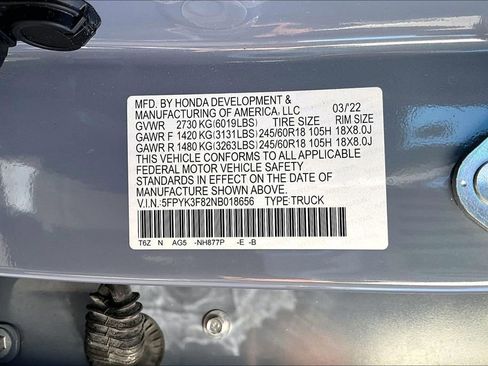 MFD. BY HONDA DEVELOPMENT &
MANUFACTURING OF AMERICA, LLC 03/'22
GVWR 2730 KG(6019LBS) TIRE SIZE RIM SIZE
GAWR F 1420 KG(3131LBS) 245/60R18 105H 18X8.0J
GAWR R 1480 KG(3263LBS) 245/60R18 105H 18X8.0J
THIS VEHICLE CONFORMS TO ALL APPLICABLE
FEDERAL MOTOR VEHICLE SAFETY
STANDARDS IN EFFECT ON THE DATE OF
MANUFACTURE SHOWN ABOVE.
V.I.N.:5FPYK3F82NB018656 TYPE:TRUCK
T6Z N AG5 -NH877P -E -B